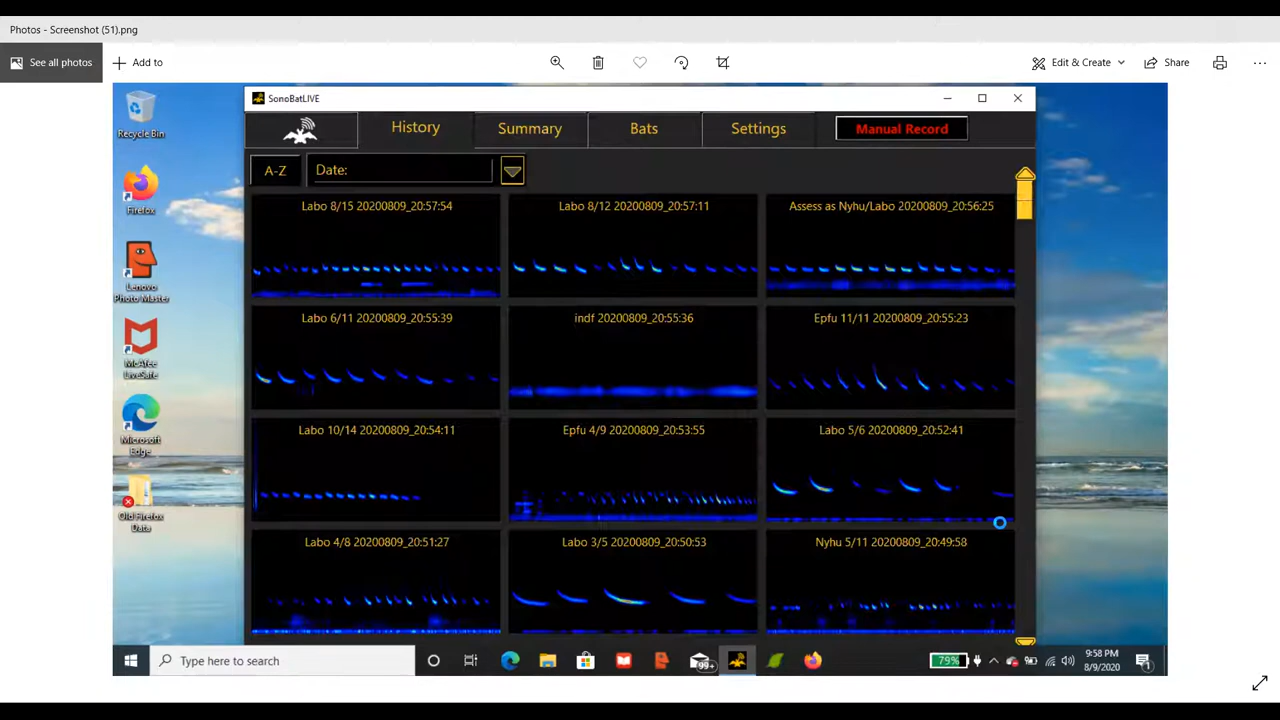 Photos - Screenshot (51).png
See all photos
Add to
Edit & Create
Share
SonoBatLIVE
History
Summary
Bats
Settings
Manual Record
A-Z
Date:
Labo 8/15 20200809_20:57:54
Labo 8/12 20200809_20:57:11
Assess as Nyhu/Labo 20200809_20:56:25
Labo 6/11 20200809_20:55:39
indf 20200809_20:55:36
Epfu 11/11 20200809_20:55:23
Labo 10/14 20200809_20:54:11
Epfu 4/9 20200809_20:53:55
Labo 5/6 20200809_20:52:41
Labo 4/8 20200809_20:51:27
Labo 3/5 20200809_20:50:53
Nyhu 5/11 20200809_20:49:58
Recycle Bin
Firefox
Lenovo
Photo Master
McAfee
LiveSafe
Microsoft
Edge
Old Firefox
Data
Type here to search
99+
79%
9:58 PM
8/9/2020
1